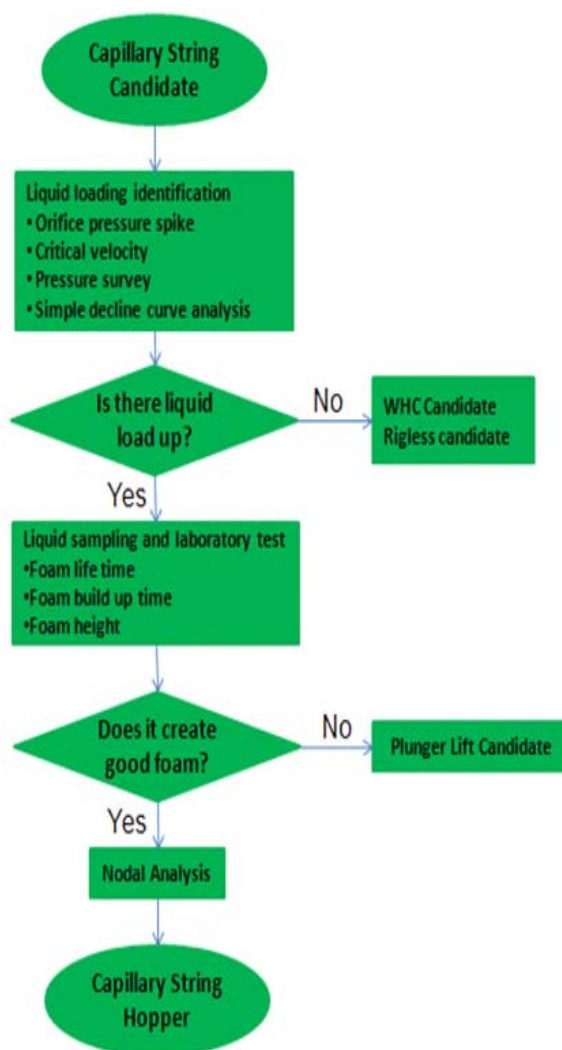 Capillary String
Candidate
Liquid loading identification
• Orifice pressure spike
• Critical velocity
• Pressure survey
• Simple decline curve analysis
Is there liquid
load up?
No
WHC Candidate
Rigless candidate
Yes
Liquid sampling and laboratory test
•Foam life time
•Foam build up time
•Foam height
Does it create
good foam?
No
Plunger Lift Candidate
Yes
Nodal Analysis
Capillary String
Hopper